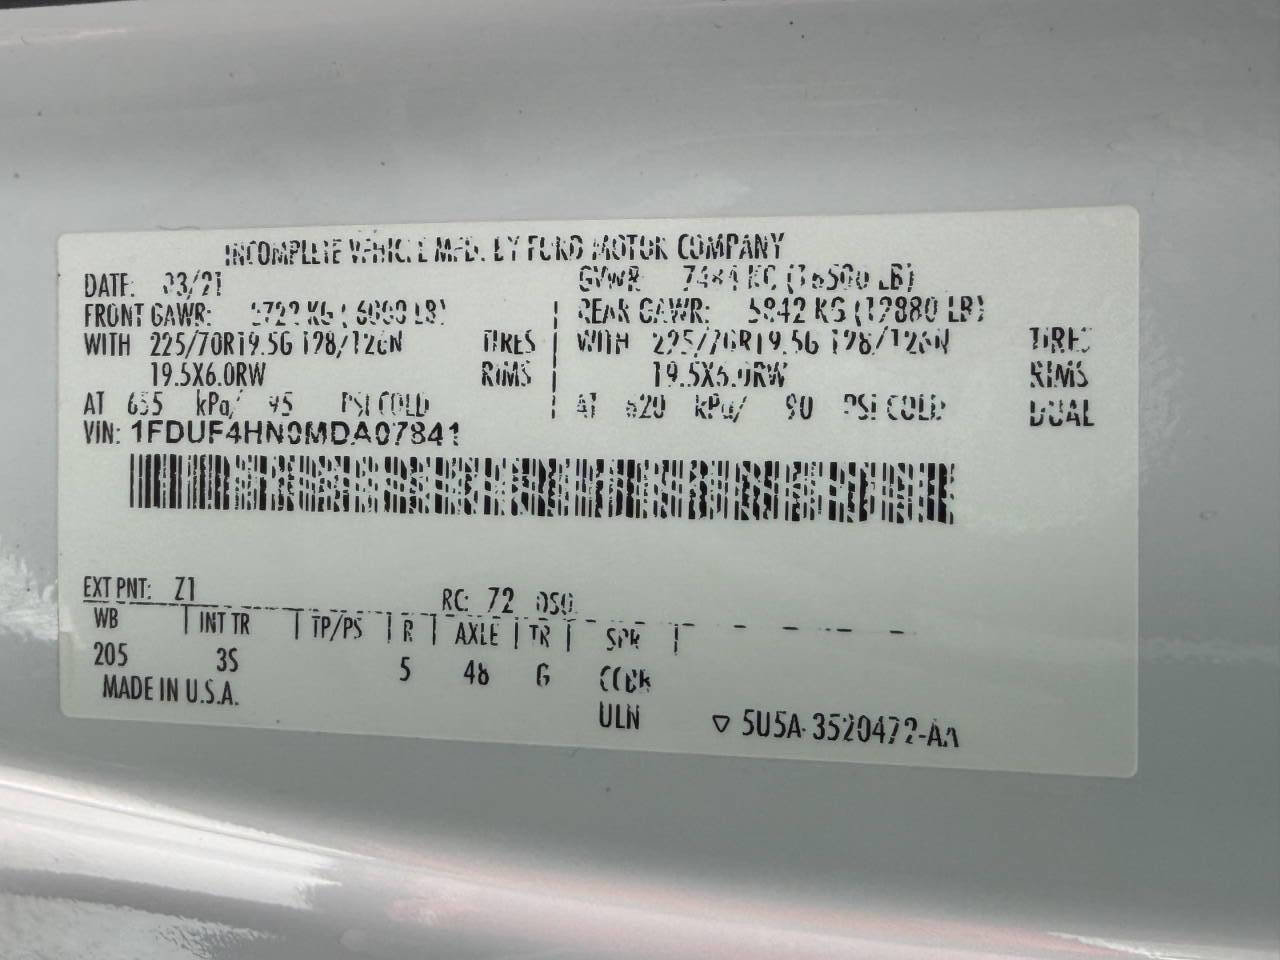 INCOMPLETE VEHICLE MFD. BY FORD MOTOR COMPANY
DATE: 03/21 GVWR: 7484 KG (16500 LB)
FRONT GAWR: 2722 KG ( 6000 LB) REAR GAWR: 5842 KG (12880 LB)
WITH 225/70R19.5G 128/126N TIRES WITH 225/70R19.5G 128/126N TIRES
19.5X6.0RW RIMS 19.5X6.0RW RIMS
AT 655 kPa/ 95 PSI COLD AT 620 kPa/ 90 PSI COLD DUAL
VIN: 1FDUF4HN0MDA07841
EXT PNT: Z1 RC: 72 DSO:
WB INT TR TP/PS R AXLE TR SPR
205 3S 5 48 G CCDR
MADE IN U.S.A. ULN ▽ 5U5A-3520472-AA